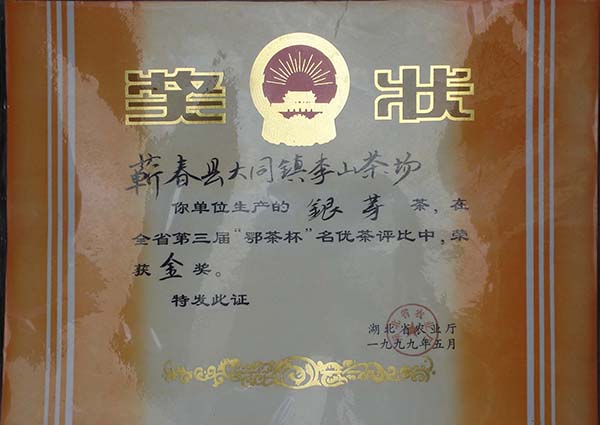 奖状
蕲春县大同镇李山茶场
你单位生产的 銀芽 茶，在
全省第三届“鄂茶杯”名优茶评比中，荣
获金奖。
特发此证
湖北省农业厅
一九九九年五月